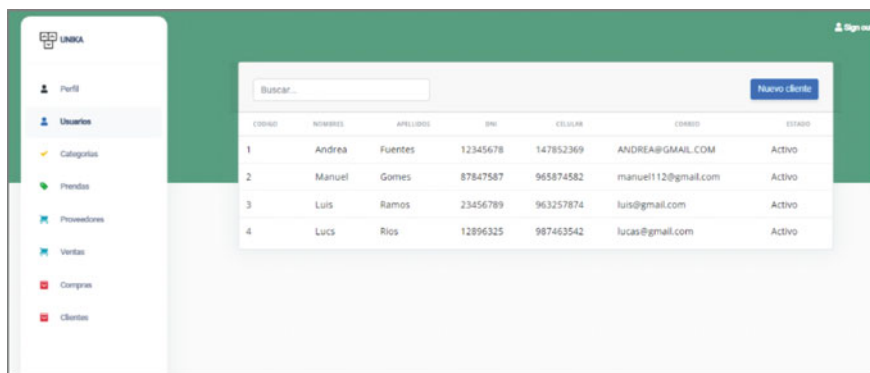 UNIKA
Sign ou
Perfil
Usuarios
Categorias
Prendas
Proveedores
Ventas
Compras
Clientes
Buscar...
Nuevo cliente
CODIGO NOMBRES APELLIDOS DNI CELULAR CORREO ESTADO
1 Andrea Fuentes 12345678 147852369 ANDREA@GMAIL.COM Activo
2 Manuel Gomes 87847587 965874582 manuel112@gmail.com Activo
3 Luis Ramos 23456789 963257874 luis@gmail.com Activo
4 Lucs Rios 12896325 987463542 lucas@gmail.com Activo